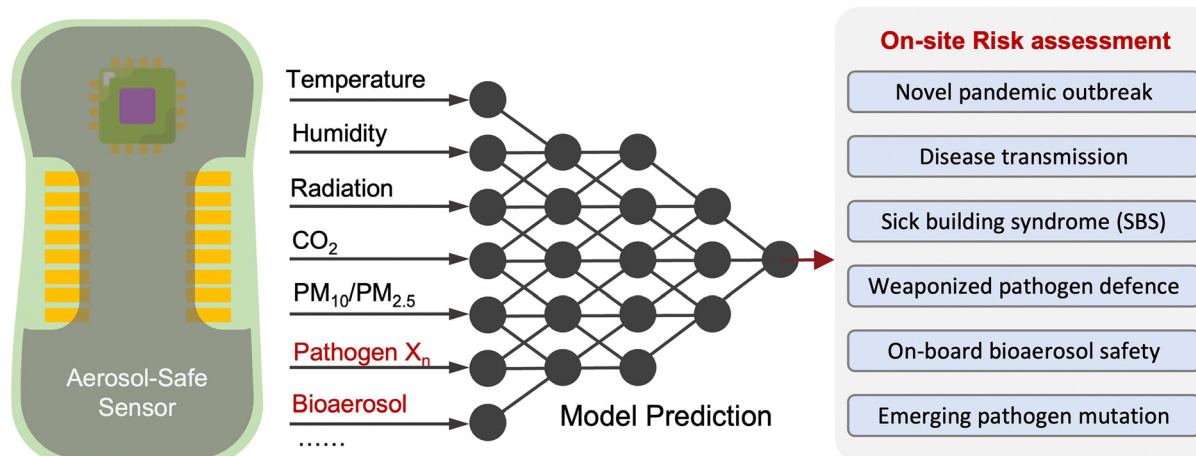 Aerosol-Safe
Sensor
Temperature
Humidity
Radiation
CO₂
PM₁₀/PM₂.₅
Pathogen Xₙ
Bioaerosol
......
Model Prediction
On-site Risk assessment
Novel pandemic outbreak
Disease transmission
Sick building syndrome (SBS)
Weaponized pathogen defence
On-board bioaerosol safety
Emerging pathogen mutation